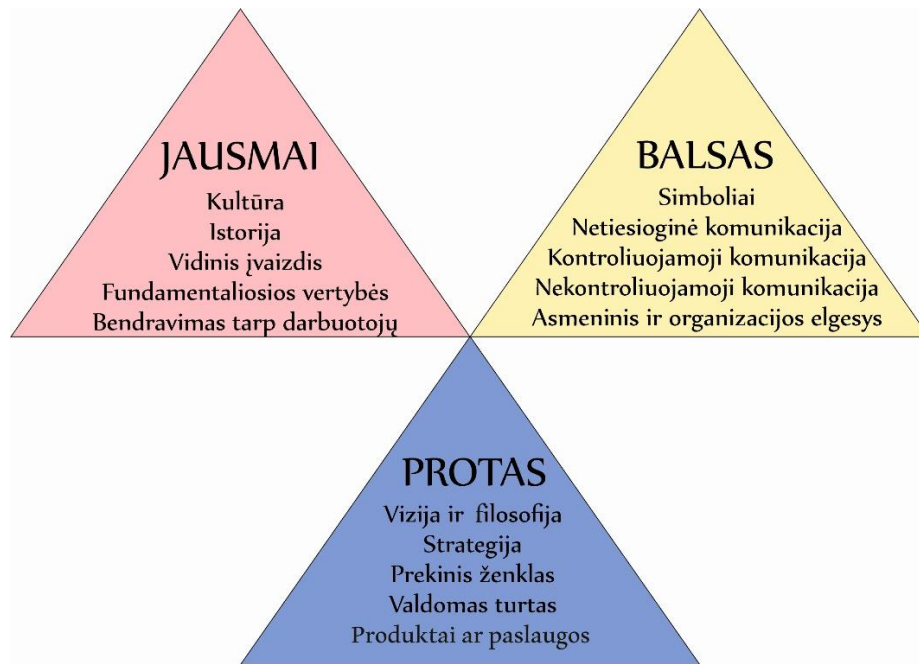 JAUSMAI
Kultūra
Istorija
Vidinis įvaizdis
Fundamentaliosios vertybės
Bendravimas tarp darbuotojų
BALSAS
Simboliai
Netiesioginė komunikacija
Kontroliuojamoji komunikacija
Nekontroliuojamoji komunikacija
Asmeninis ir organizacijos elgesys
PROTAS
Vizija ir filosofija
Strategija
Prekinis ženklas
Valdomas turtas
Produktai ar paslaugos